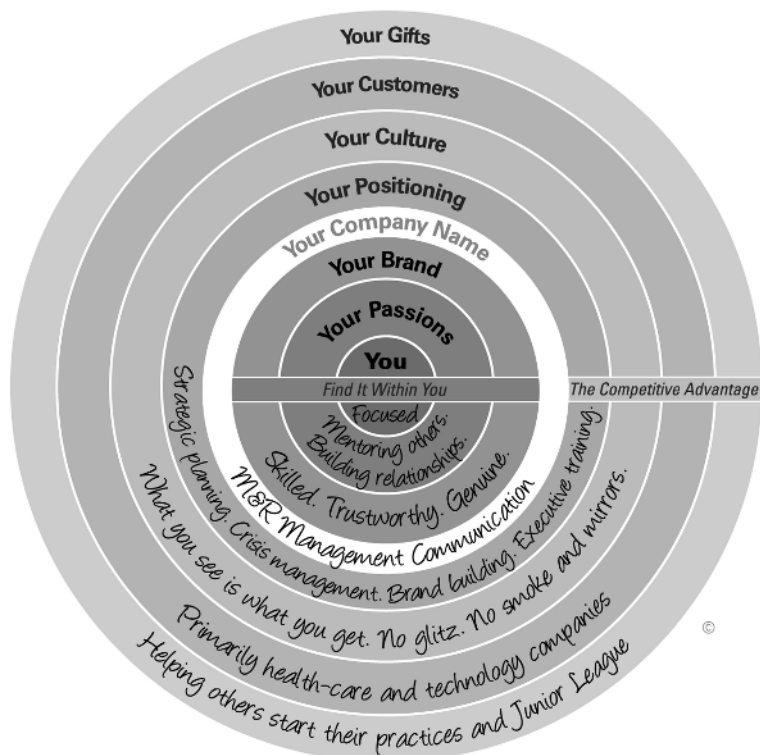 Your Gifts
Your Customers
Your Culture
Your Positioning
Your Company Name
Your Brand
Your Passions
You
Find It Within You
The Competitive Advantage
Focused
Mentoring others.
Building relationships.
Skilled. Trustworthy. Genuine.
M&R Management Communication
Strategic planning. Crisis management. Brand building. Executive training.
What you see is what you get. No glitz. No smoke and mirrors.
Primarily health-care and technology companies
Helping others start their practices and Junior League
©